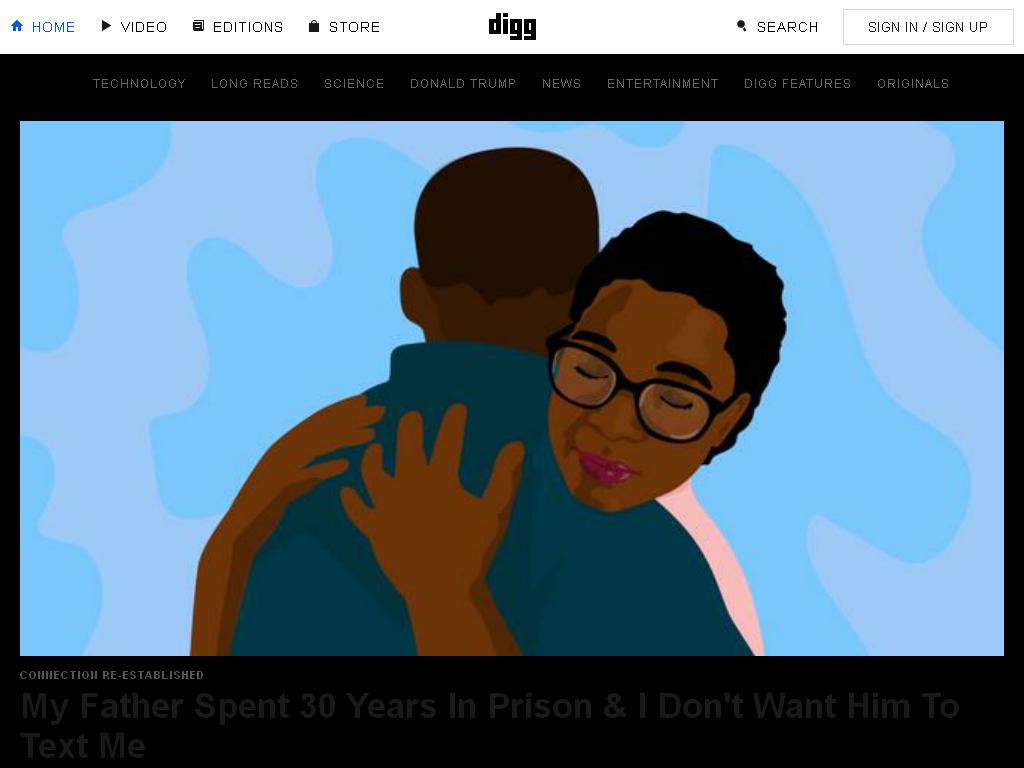 HOME VIDEO EDITIONS STORE digg SEARCH SIGN IN / SIGN UP
TECHNOLOGY LONG READS SCIENCE DONALD TRUMP NEWS ENTERTAINMENT DIGG FEATURES ORIGINALS
CONNECTION RE-ESTABLISHED
My Father Spent 30 Years In Prison & I Don't Want Him To
Text Me